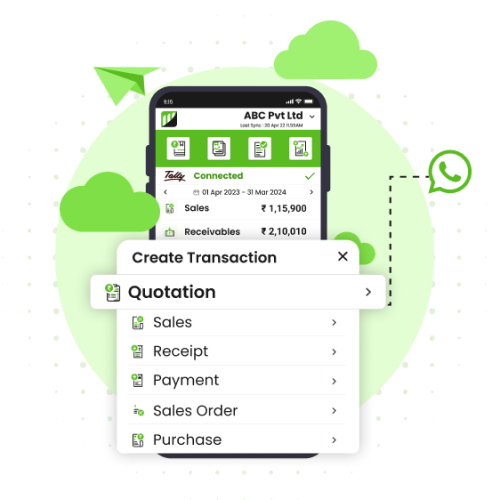 9:15
ABC Pvt Ltd
Last Sync : 20 Apr 23 11:50AM
Tally Connected
01 Apr 2023 - 31 Mar 2024
Sales ₹ 1,15,900
Receivables ₹ 2,10,010
Create Transaction
Quotation
Sales
Receipt
Payment
Sales Order
Purchase